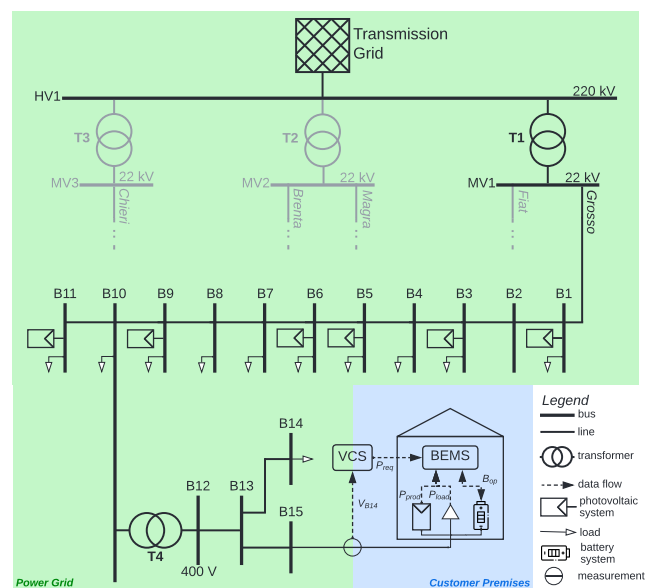 Transmission
Grid
HV1
220 kV
T3
T2
T1
MV3
22 kV
MV2
22 kV
MV1
22 kV
Chieri
Brenta
Magra
Fiat
Grosso
B11
B10
B9
B8
B7
B6
B5
B4
B3
B2
B1
Legend
bus
line
transformer
data flow
photovoltaic
system
load
battery
system
measurement
B14
VCS
BEMS
Preq
Bop
Pprod
Pload
VB14
B12
B13
B15
T4
400 V
Power Grid
Customer Premises